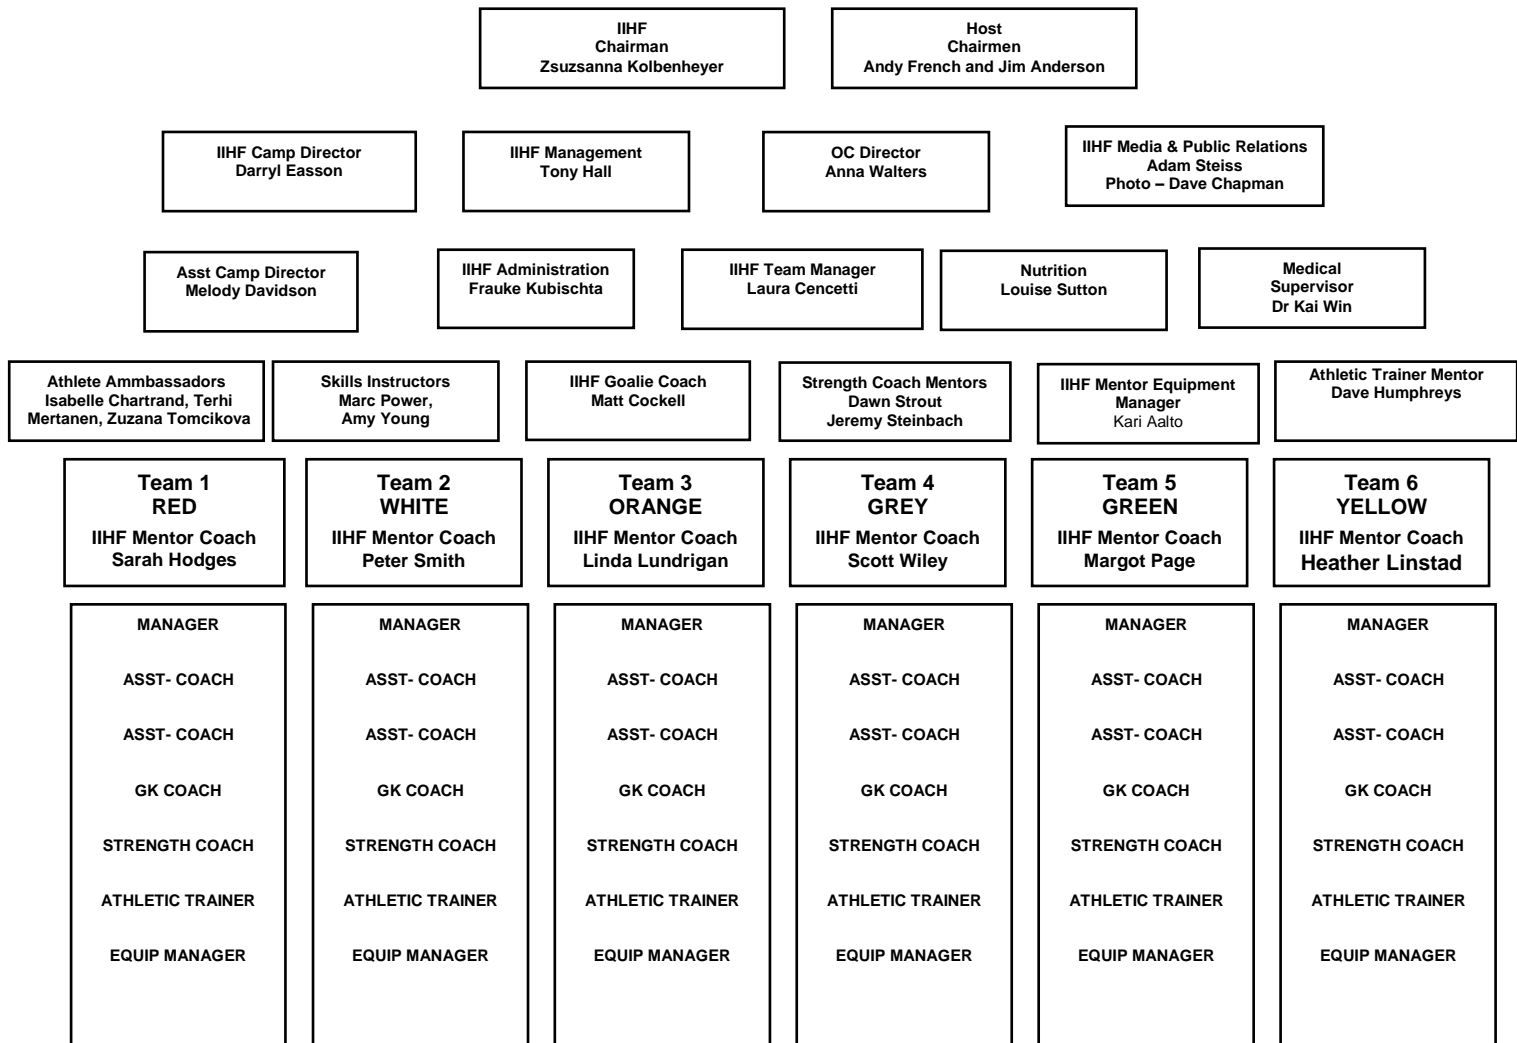 IIHF
Chairman
Zsuzsanna Kolbenheyer
Host
Chairmen
Andy French and Jim Anderson
IIHF Camp Director
Darryl Easson
IIHF Management
Tony Hall
OC Director
Anna Walters
IIHF Media & Public Relations
Adam Steiss
Photo – Dave Chapman
Asst Camp Director
Melody Davidson
IIHF Administration
Frauke Kubischta
IIHF Team Manager
Laura Cencetti
Nutrition
Louise Sutton
Medical
Supervisor
Dr Kai Win
Athlete Ammbassadors
Isabelle Chartrand, Terhi
Mertanen, Zuzana Tomcikova
Skills Instructors
Marc Power,
Amy Young
IIHF Goalie Coach
Matt Cockell
Strength Coach Mentors
Dawn Strout
Jeremy Steinbach
IIHF Mentor Equipment
Manager
Kari Aalto
Athletic Trainer Mentor
Dave Humphreys
Team 1
RED
IIHF Mentor Coach
Sarah Hodges
Team 2
WHITE
IIHF Mentor Coach
Peter Smith
Team 3
ORANGE
IIHF Mentor Coach
Linda Lundrigan
Team 4
GREY
IIHF Mentor Coach
Scott Wiley
Team 5
GREEN
IIHF Mentor Coach
Margot Page
Team 6
YELLOW
IIHF Mentor Coach
Heather Linstad
MANAGER
ASST- COACH
ASST- COACH
GK COACH
STRENGTH COACH
ATHLETIC TRAINER
EQUIP MANAGER
MANAGER
ASST- COACH
ASST- COACH
GK COACH
STRENGTH COACH
ATHLETIC TRAINER
EQUIP MANAGER
MANAGER
ASST- COACH
ASST- COACH
GK COACH
STRENGTH COACH
ATHLETIC TRAINER
EQUIP MANAGER
MANAGER
ASST- COACH
ASST- COACH
GK COACH
STRENGTH COACH
ATHLETIC TRAINER
EQUIP MANAGER
MANAGER
ASST- COACH
ASST- COACH
GK COACH
STRENGTH COACH
ATHLETIC TRAINER
EQUIP MANAGER
MANAGER
ASST- COACH
ASST- COACH
GK COACH
STRENGTH COACH
ATHLETIC TRAINER
EQUIP MANAGER